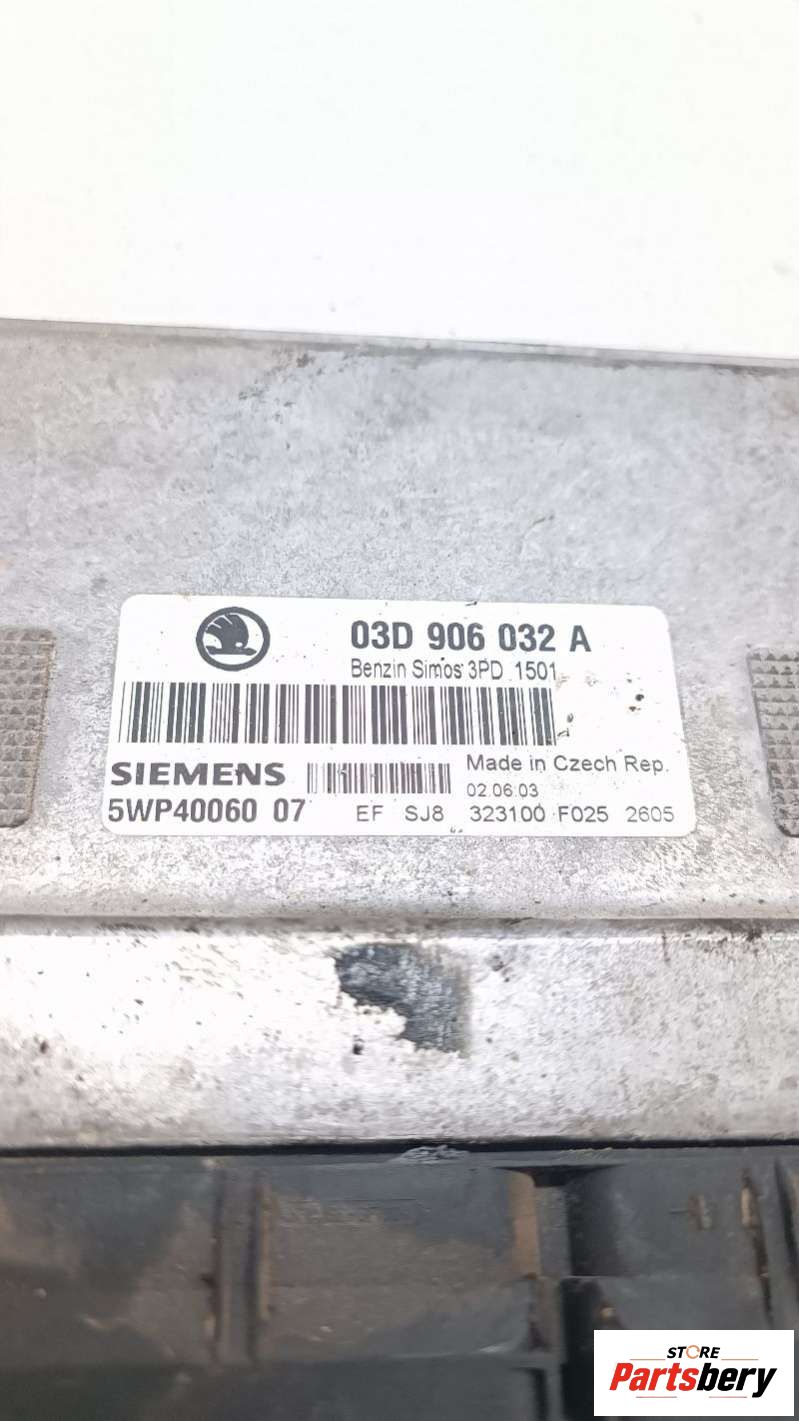 03D 906 032 A
Benzin Simos 3PD 1501
SIEMENS
Made in Czech Rep.
02.06.03
5WP40060 07
EF SJ8 323100 F025 2605
STORE
Partsbery